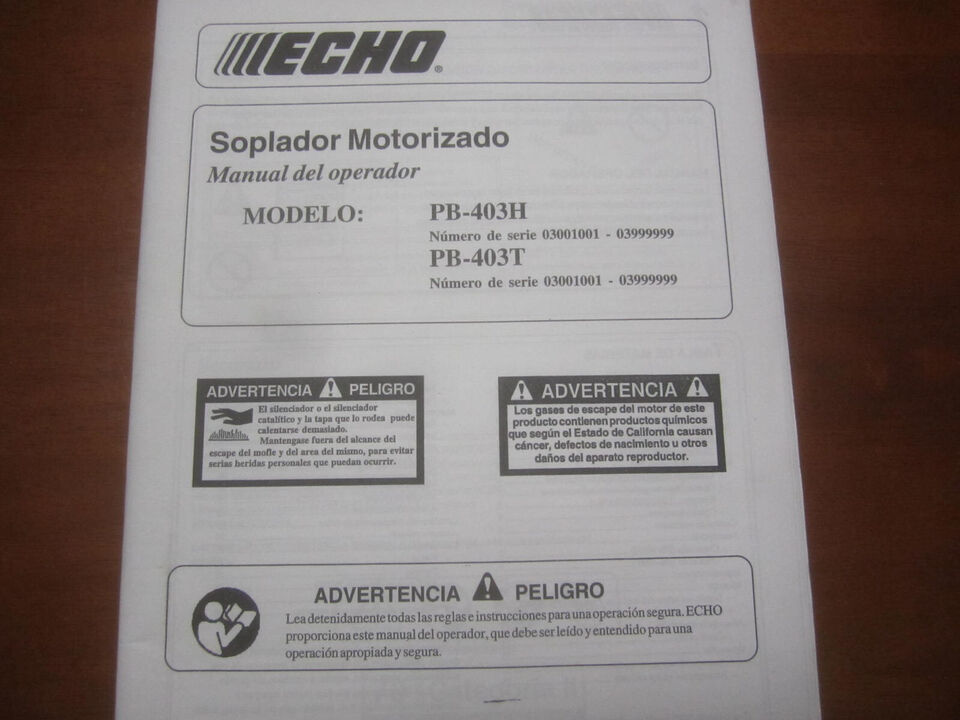 ECHO®
Soplador Motorizado
Manual del operador
MODELO: PB-403H
Número de serie 03001001 - 03999999
PB-403T
Número de serie 03001001 - 03999999
ADVERTENCIA PELIGRO
El silenciador o el silenciador
catalítico y la tapa que lo rodea puede
calentarse demasiado.
Mantengase fuera del alcance del
escape del mofle y del area del mismo, para evitar
serias heridas personales que puedan ocurrir.
ADVERTENCIA
Los gases de escape del motor de este
producto contienen productos químicos
que según el Estado de California causan
cáncer, defectos de nacimiento u otros
daños del aparato reproductor.
ADVERTENCIA PELIGRO
Lea detenidamente todas las reglas e instrucciones para una operación segura. ECHO
proporciona este manual del operador, que debe ser leído y entendido para una
operación apropiada y segura.